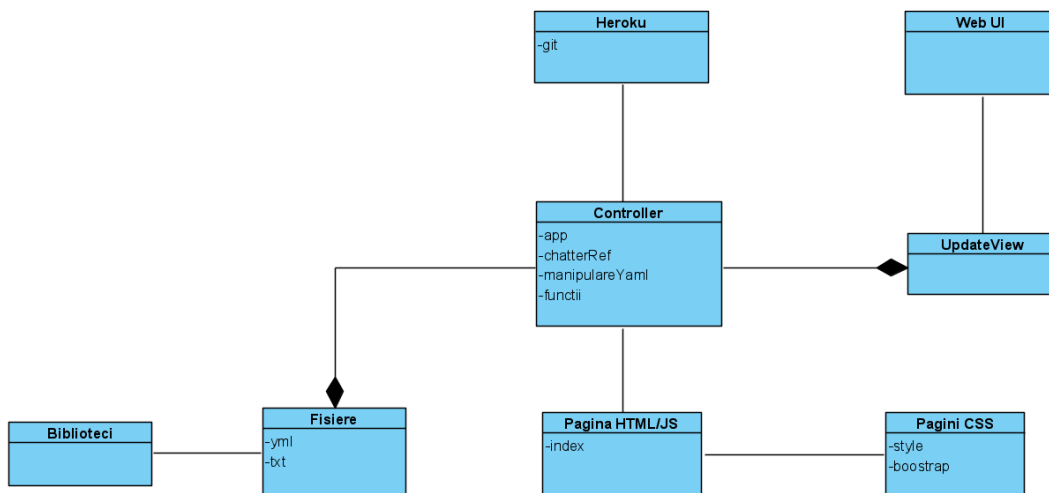 Heroku
-git
Web UI
Controller
-app
-chatterRef
-manipulareYaml
-functii
UpdateView
Biblioteci
Fisiere
-yml
-txt
Pagina HTML/JS
-index
Pagini CSS
-style
-boostrap